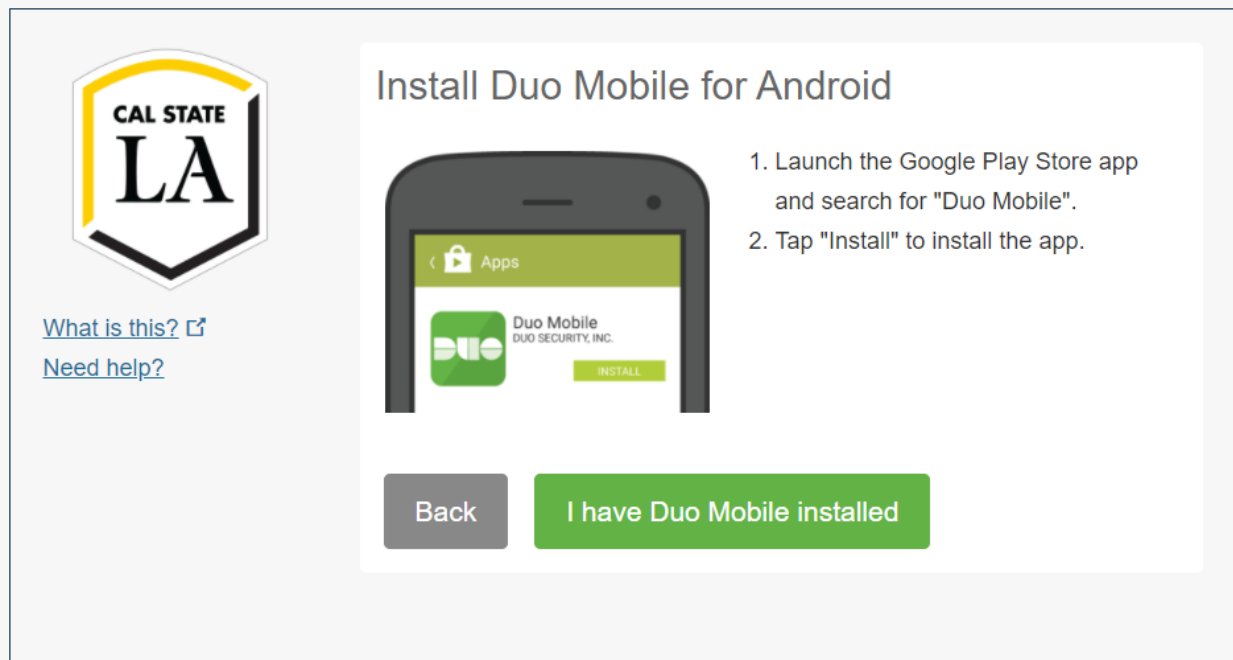 CAL STATE
LA
What is this?
Need help?
Install Duo Mobile for Android
Apps
Duo Mobile
DUO SECURITY, INC.
DUO
INSTALL
1. Launch the Google Play Store app
and search for "Duo Mobile".
2. Tap "Install" to install the app.
Back
I have Duo Mobile installed